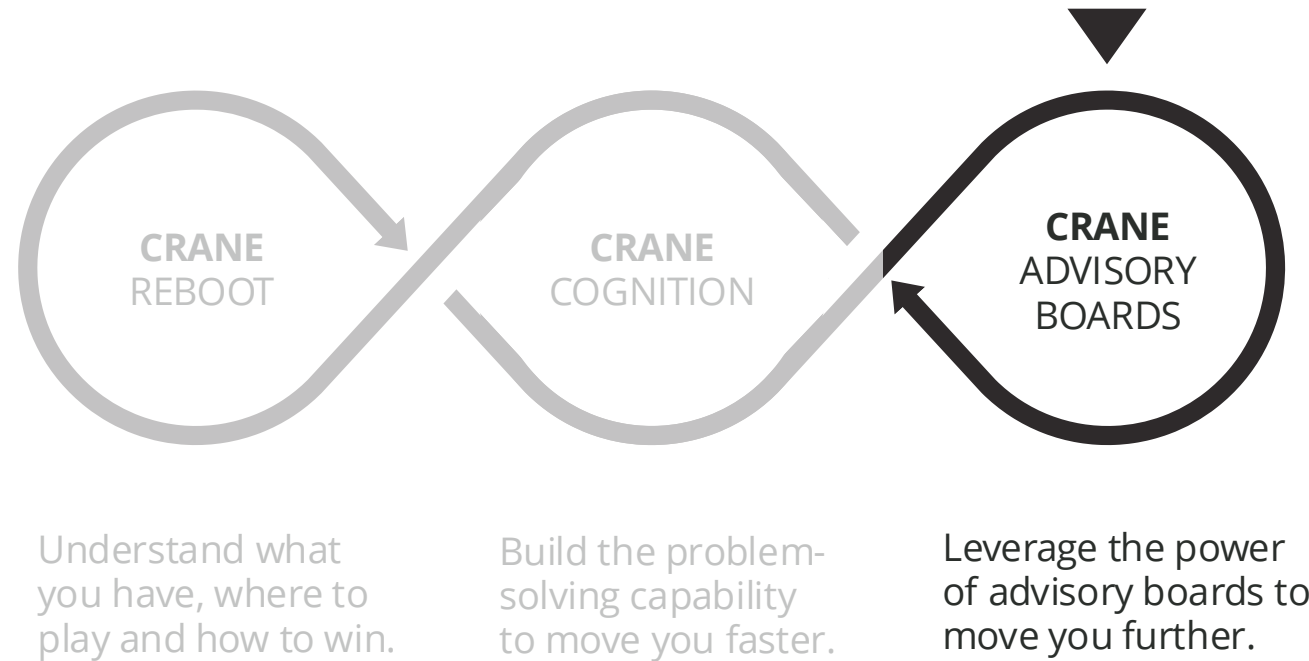 CRANE
REBOOT
CRANE
COGNITION
CRANE
ADVISORY
BOARDS
Understand what
you have, where to
play and how to win.
Build the problem-
solving capability
to move you faster.
Leverage the power
of advisory boards to
move you further.